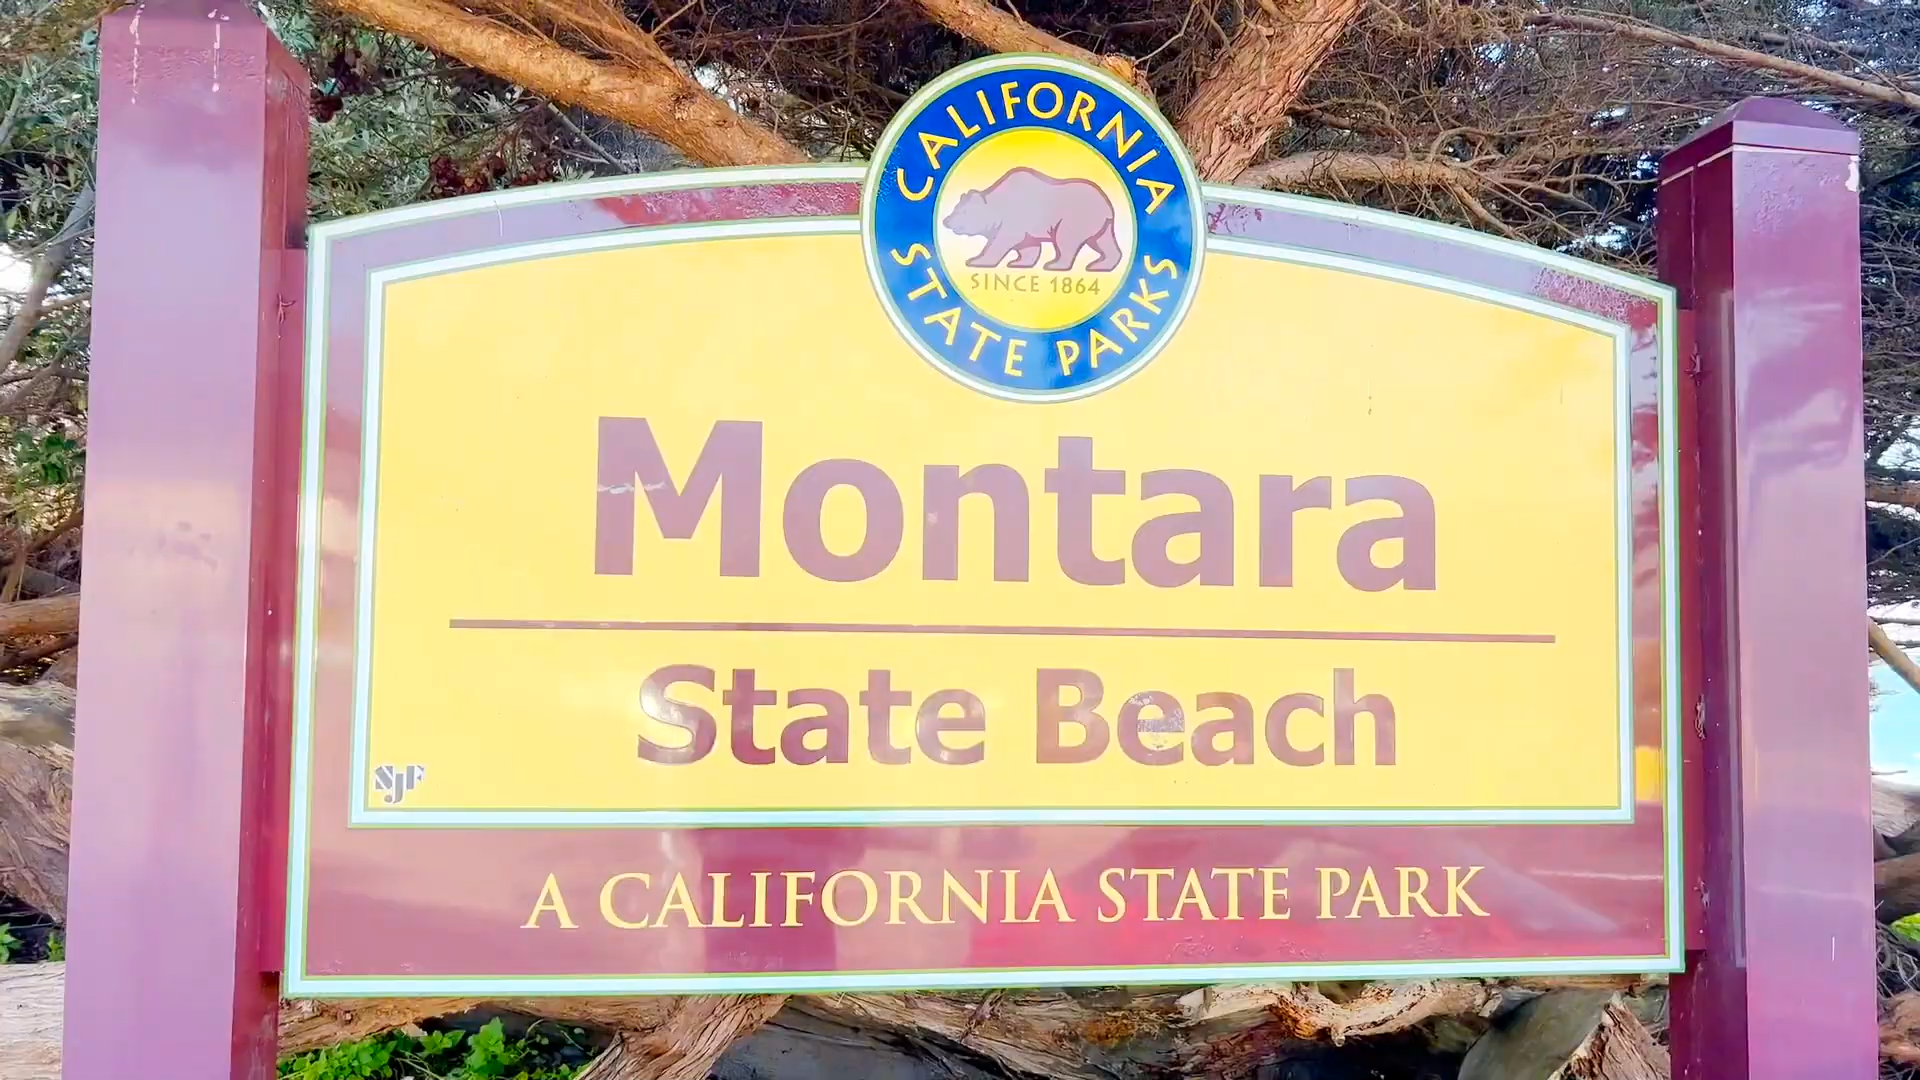 CALIFORNIA
STATE PARKS
SINCE 1864
Montara
State Beach
SJF
A CALIFORNIA STATE PARK